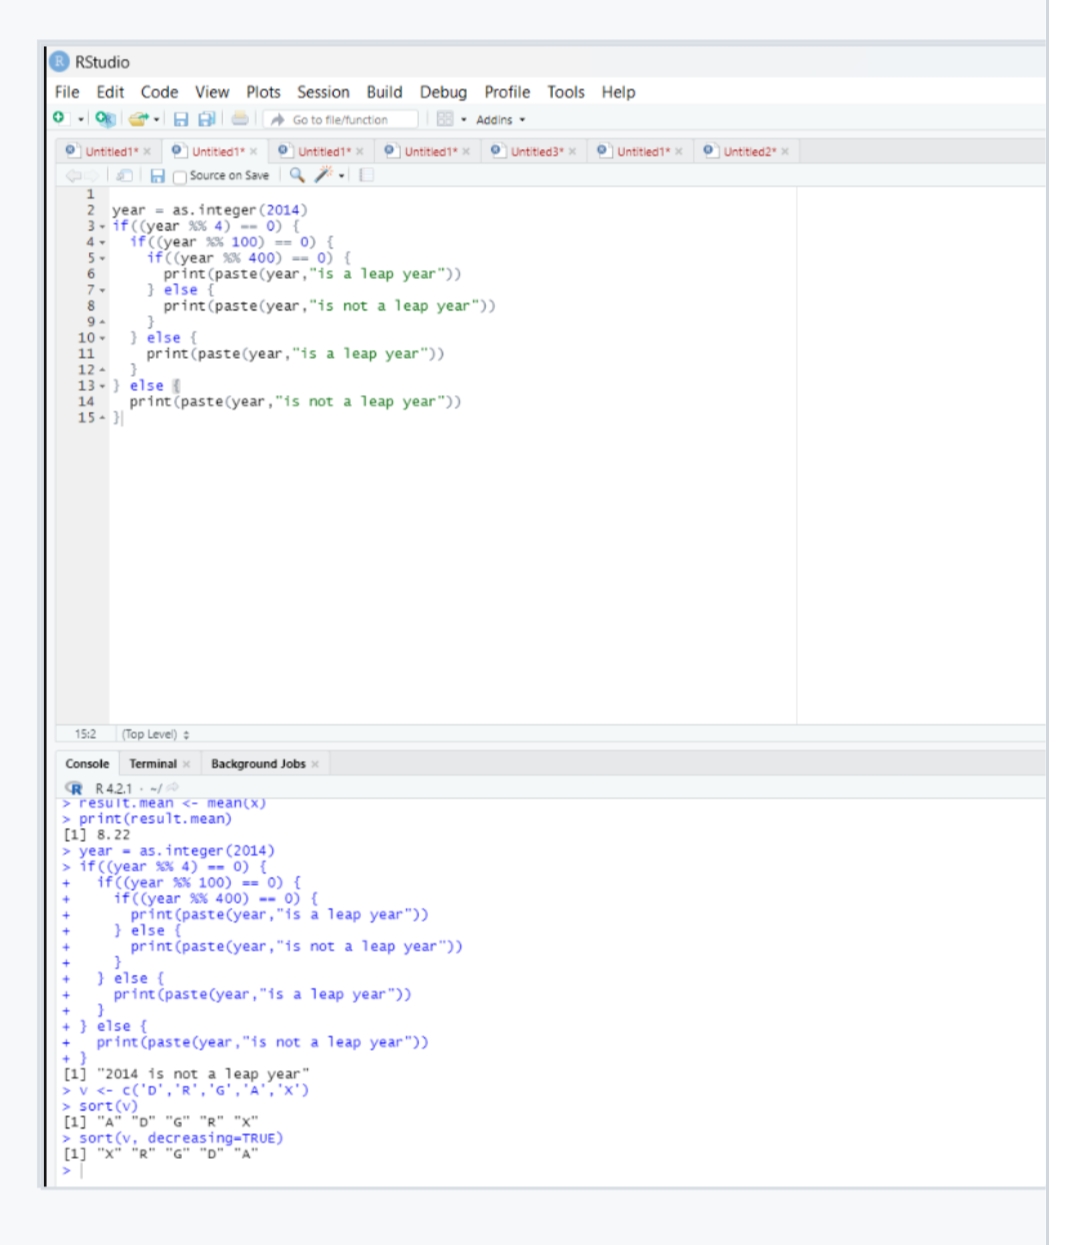 RStudio
File Edit Code View Plots Session Build Debug Profile Tools Help
Go to file/function Addins
Untitled1* Untitled1* Untitled1* Untitled1* Untitled3* Untitled1* Untitled2*
Source on Save
1
2 year = as.integer(2014)
3 if((year %% 4) == 0) {
4 if((year %% 100) == 0) {
5 if((year %% 400) == 0) {
6 print(paste(year,"is a leap year"))
7 } else {
8 print(paste(year,"is not a leap year"))
9 }
10 } else {
11 print(paste(year,"is a leap year"))
12 }
13 } else {
14 print(paste(year,"is not a leap year"))
15 }
15:2 (Top Level)
Console Terminal Background Jobs
R R 4.2.1 · ~/
> result.mean <- mean(x)
> print(result.mean)
[1] 8.22
> year = as.integer(2014)
> if((year %% 4) == 0) {
+ if((year %% 100) == 0) {
+ if((year %% 400) == 0) {
+ print(paste(year,"is a leap year"))
+ } else {
+ print(paste(year,"is not a leap year"))
+ }
+ } else {
+ print(paste(year,"is a leap year"))
+ }
+ } else {
+ print(paste(year,"is not a leap year"))
+ }
[1] "2014 is not a leap year"
> v <- c('D','R','G','A','X')
> sort(v)
[1] "A" "D" "G" "R" "X"
> sort(v, decreasing=TRUE)
[1] "X" "R" "G" "D" "A"
>